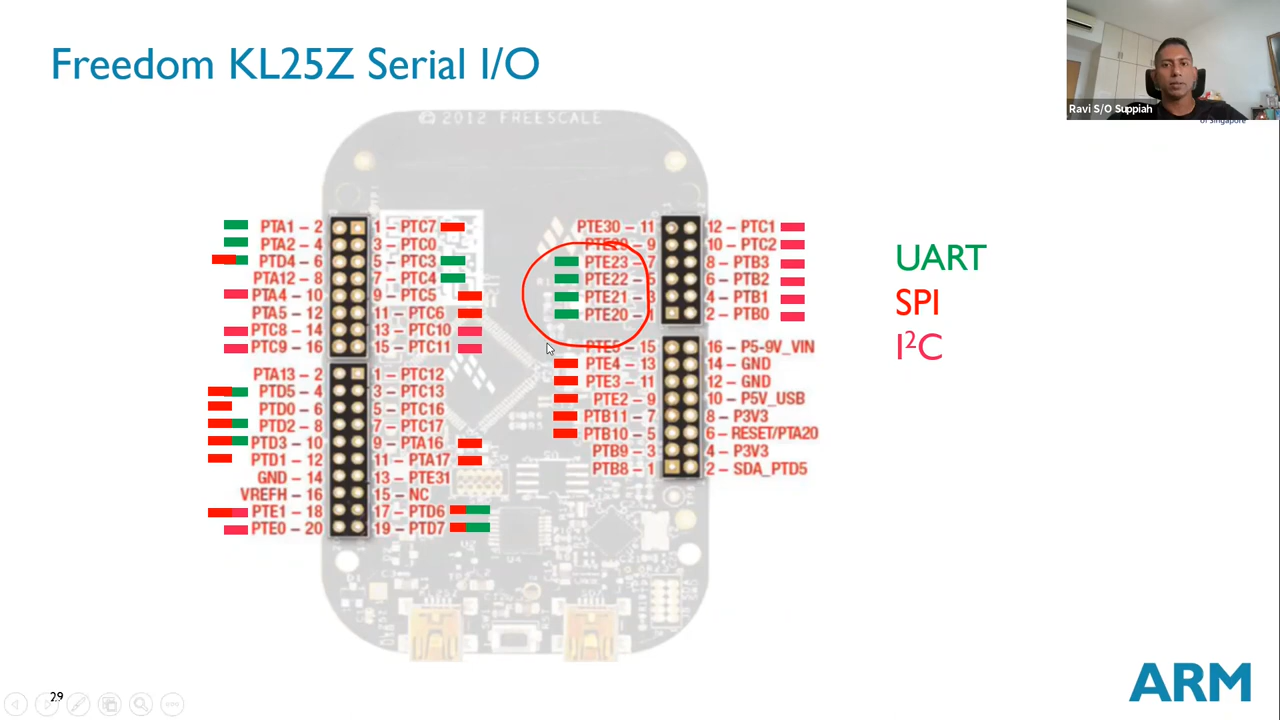 Freedom KL25Z Serial I/O
Ravi S/O Suppiah
of Singapore
© 2012 FREESCALE
PTA1 – 2 1 – PTC7 PTE30 – 11 12 – PTC1
PTA2 – 4 3 – PTC0 PTE29 – 9 10 – PTC2
PTD4 – 6 5 – PTC3 PTE23 – 7 8 – PTB3
PTA12 – 8 7 – PTC4 PTE22 – 6 – PTB2
PTA4 – 10 9 – PTC5 PTE21 – 3 4 – PTB1
PTA5 – 12 11 – PTC6 PTE20 – 1 2 – PTB0
PTC8 – 14 13 – PTC10
PTC9 – 16 15 – PTC11 PTE5 – 15 16 – P5-9V_VIN
PTE4 – 13 14 – GND
PTA13 – 2 1 – PTC12 PTE3 – 11 12 – GND
PTD5 – 4 3 – PTC13 PTE2 – 9 10 – P5V_USB
PTD0 – 6 5 – PTC16 PTB11 – 7 8 – P3V3
PTD2 – 8 7 – PTC17 PTB10 – 5 6 – RESET/PTA20
PTD3 – 10 9 – PTA16 PTB9 – 3 4 – P3V3
PTD1 – 12 11 – PTA17 PTB8 – 1 2 – SDA_PTD5
GND – 14 13 – PTE31
VREFH – 16 15 – NC
PTE1 – 18 17 – PTD6
PTE0 – 20 19 – PTD7
UART
SPI
I²C
29
ARM